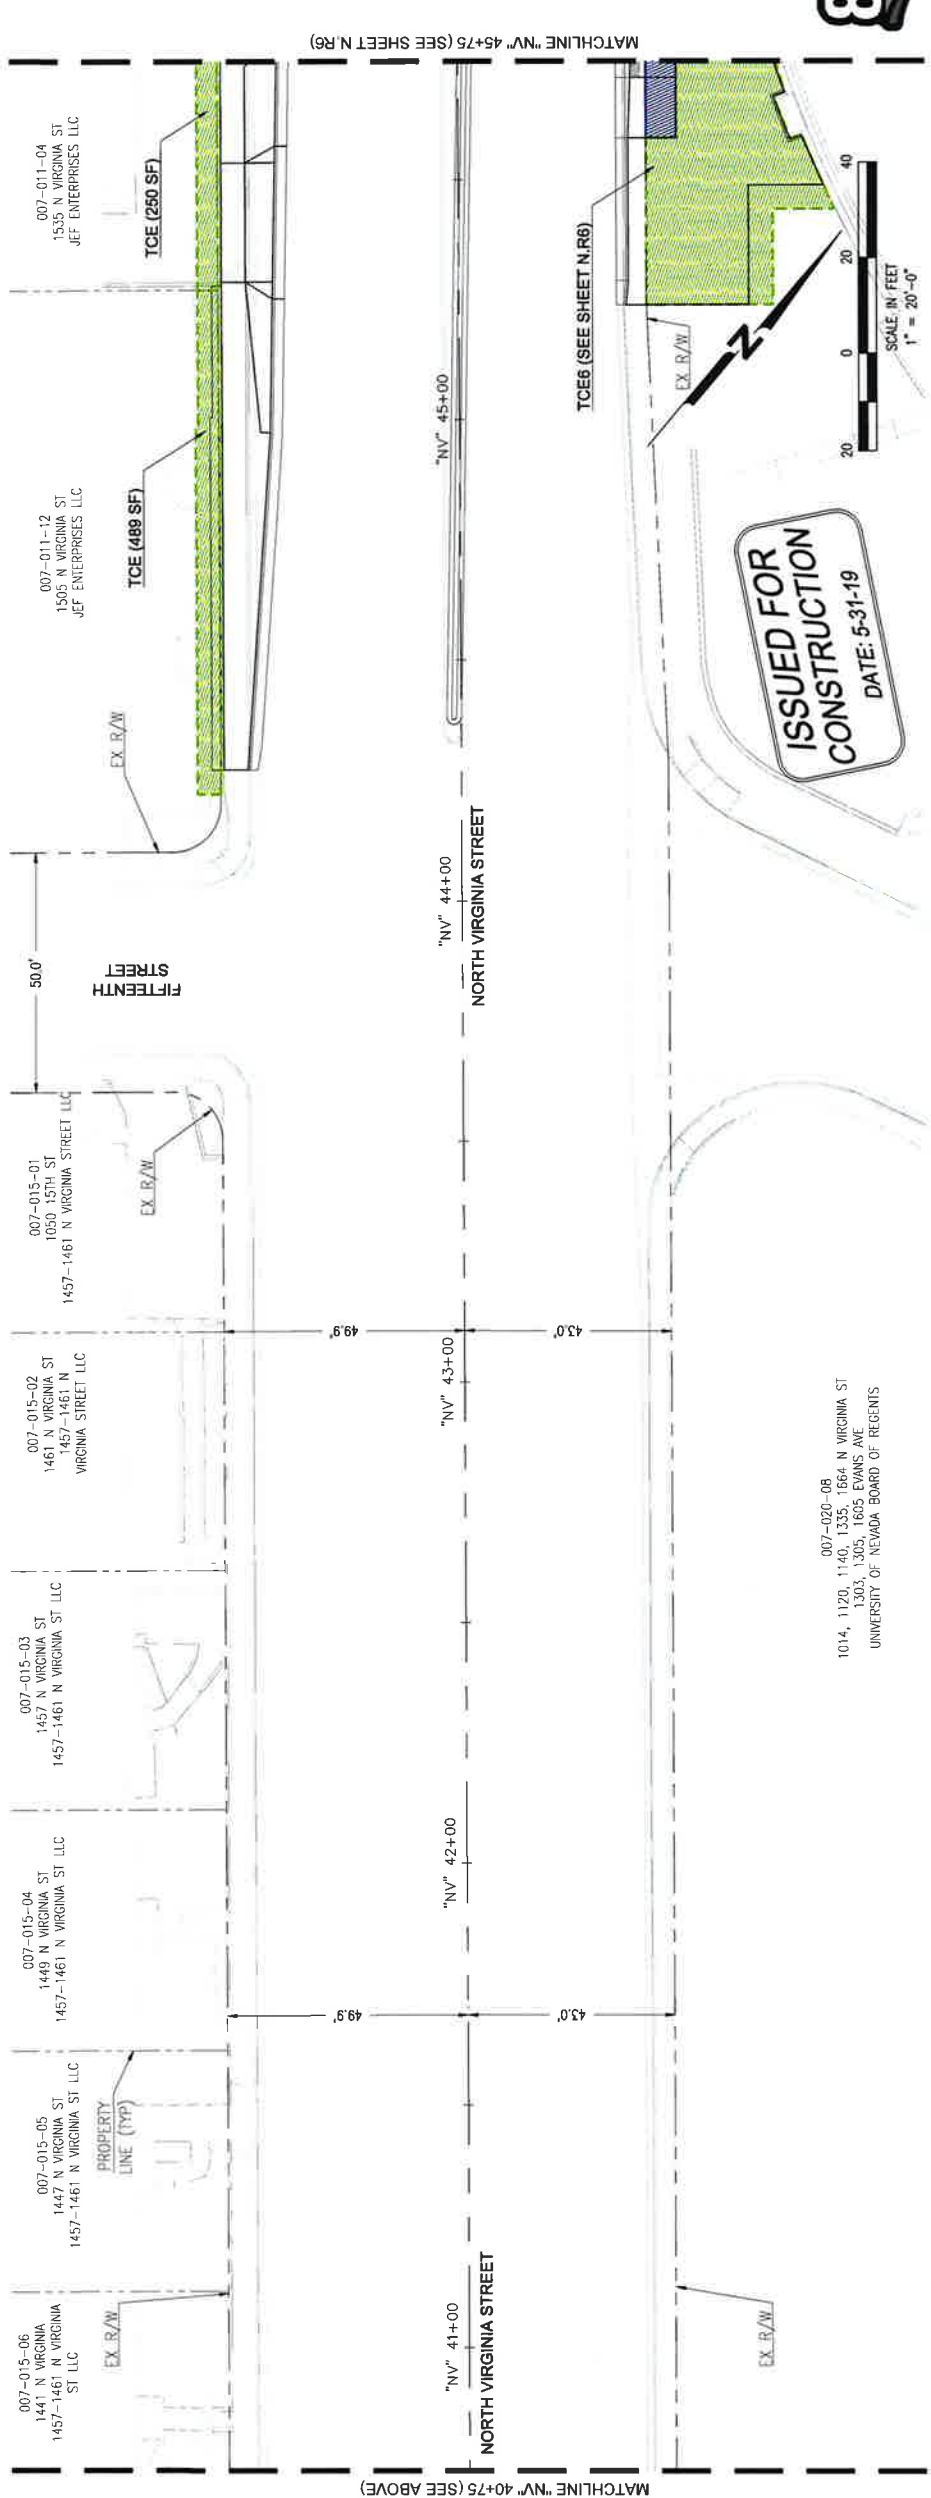 MATCHLINE "NV" 40+75 (SEE ABOVE)
007-015-06
1441 N VIRGINIA
1457-1461 N VIRGINIA
ST LLC
EX R/W
007-015-05
1447 N VIRGINIA ST
1457-1461 N VIRGINIA ST LLC
PROPERTY
LINE (TYP)
007-015-04
1449 N VIRGINIA ST
1457-1461 N VIRGINIA ST LLC
007-015-03
1457 N VIRGINIA ST
1457-1461 N VIRGINIA ST LLC
007-015-02
1461 N VIRGINIA ST
1457-1461 N
VIRGINIA STREET LLC
007-015-01
1050 15TH ST
1457-1461 N VIRGINIA STREET LLC
EX R/W
50.0'
FIFTEENTH
STREET
EX R/W
007-011-12
1505 N VIRGINIA ST
JEF ENTERPRISES LLC
TCE (489 SF)
007-011-04
1535 N VIRGINIA ST
JEF ENTERPRISES LLC
TCE (250 SF)
MATCHLINE "NV" 45+75 (SEE SHEET N.R6)
"NV" 41+00
NORTH VIRGINIA STREET
49.9'
43.0'
"NV" 42+00
"NV" 43+00
49.9'
43.0'
"NV" 44+00
NORTH VIRGINIA STREET
"NV" 45+00
EX R/W
007-020-08
1014, 1120, 1140, 1335, 1664 N VIRGINIA ST
1303, 1305, 1605 EVANS AVE
UNIVERSITY OF NEVADA BOARD OF REGENTS
TCE6 (SEE SHEET N.R6)
EX R/W
N
ISSUED FOR
CONSTRUCTION
DATE: 5-31-19
20 0 20 40
SCALE IN FEET
1" = 20'-0"